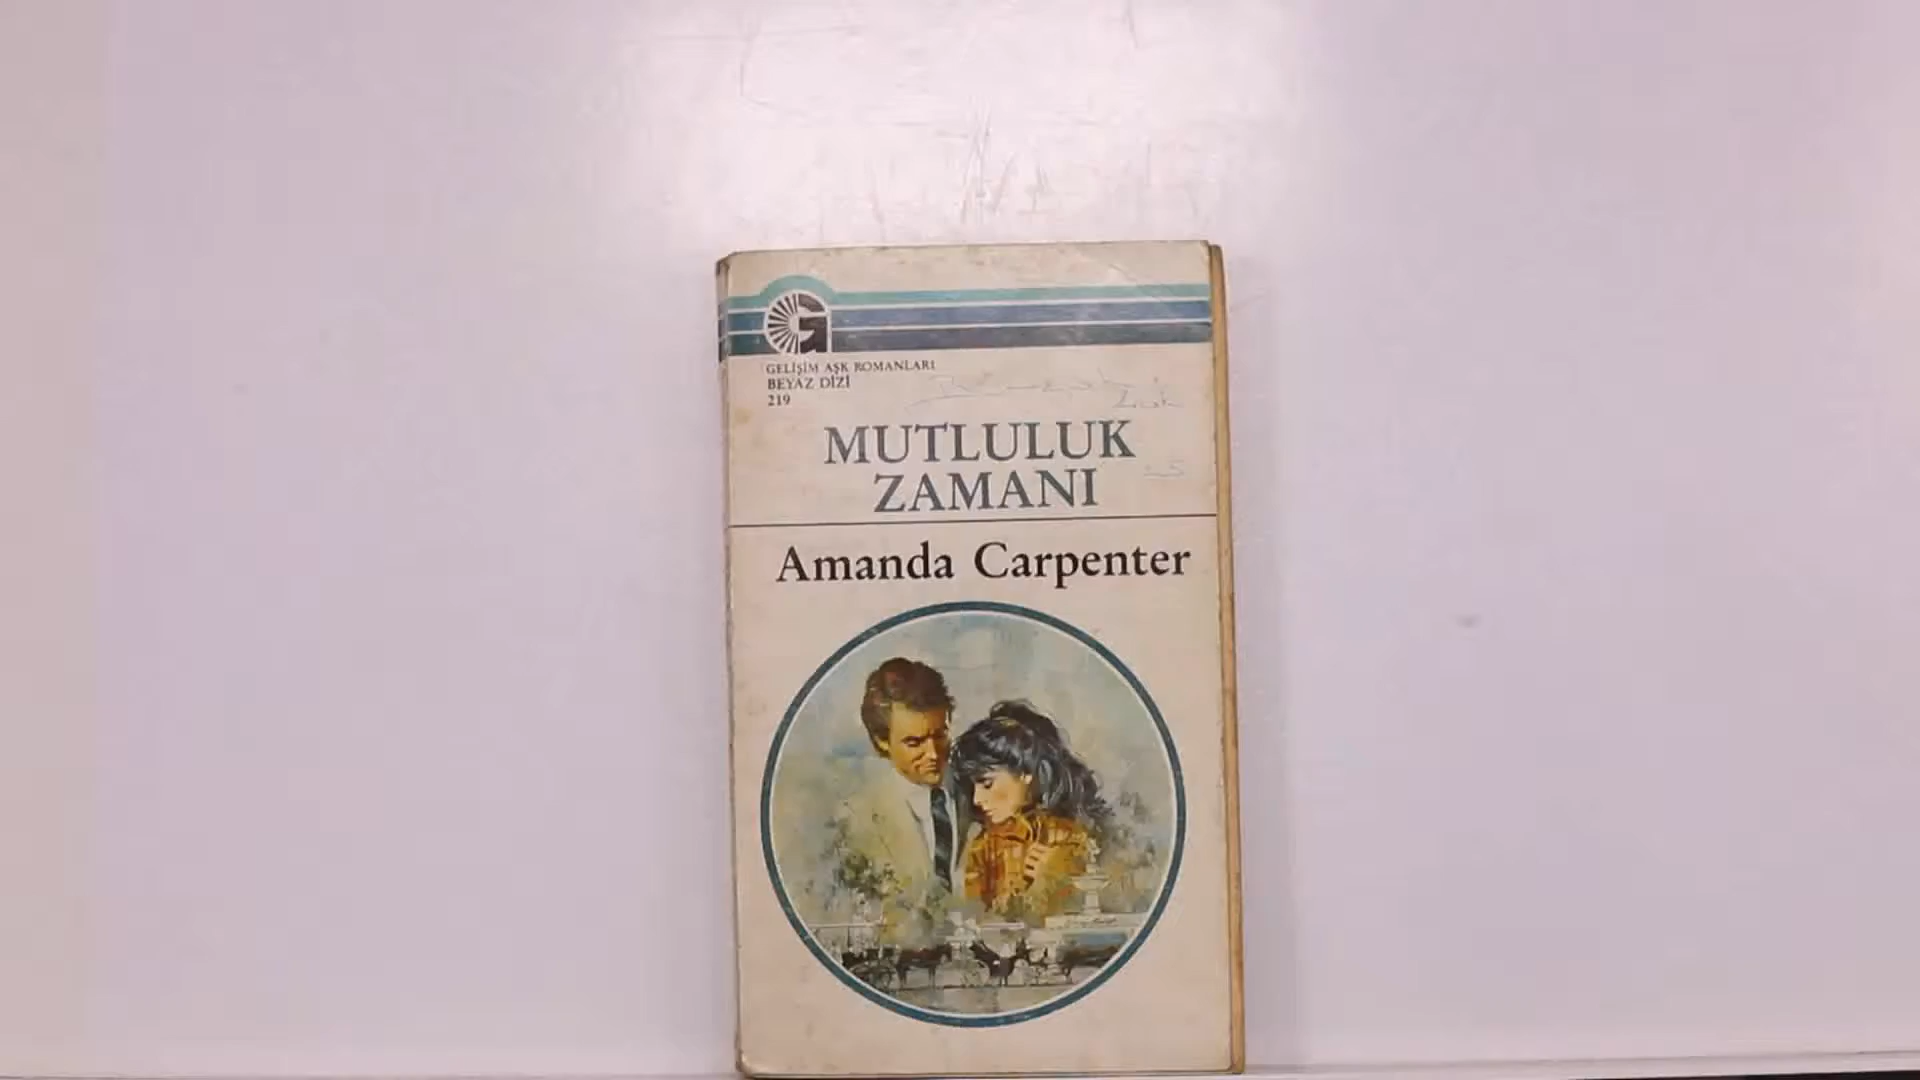 GELİŞİM AŞK ROMANLARI
BEYAZ DİZİ
219
MUTLULUK
ZAMANI
Amanda Carpenter